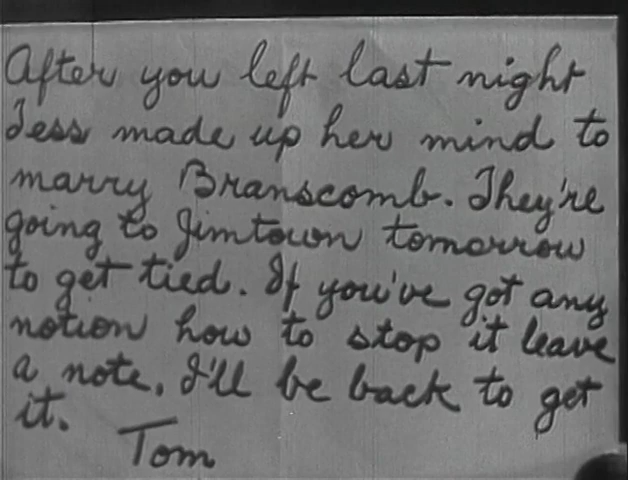 After you left last night
Jess made up her mind to
marry Branscomb. They're
going to Jimtown tomorrow
to get tied. If you've got any
notion how to stop it leave
a note. I'll be back to get
it.
Tom